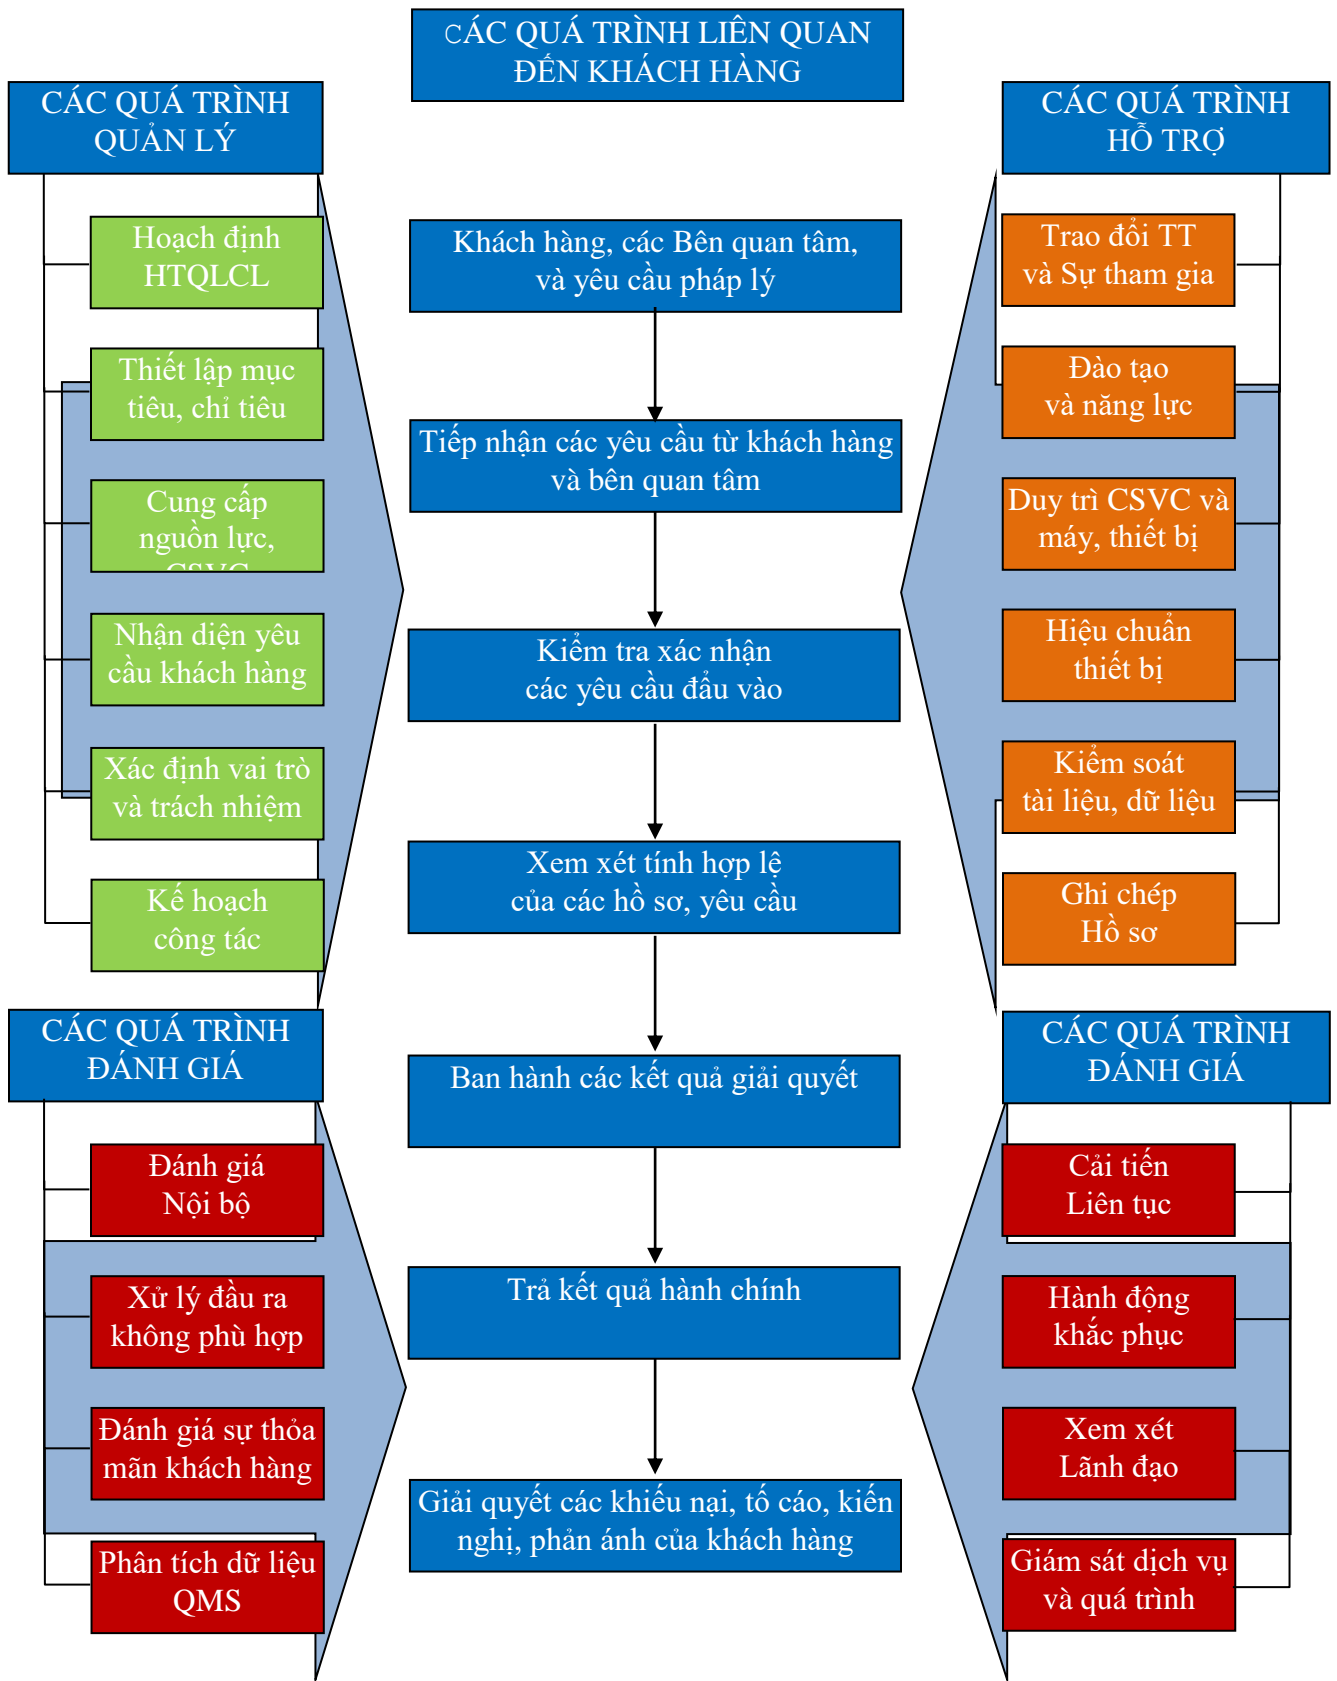 CÁC QUÁ TRÌNH LIÊN QUAN
ĐẾN KHÁCH HÀNG
CÁC QUÁ TRÌNH
QUẢN LÝ
Hoạch định
HTQLCL
Thiết lập mục
tiêu, chỉ tiêu
Cung cấp
nguồn lực,
CSVC
Nhận diện yêu
cầu khách hàng
Xác định vai trò
và trách nhiệm
Kế hoạch
công tác
Khách hàng, các Bên quan tâm,
và yêu cầu pháp lý
Tiếp nhận các yêu cầu từ khách hàng
và bên quan tâm
Kiểm tra xác nhận
các yêu cầu đẩu vào
Xem xét tính hợp lệ
của các hồ sơ, yêu cầu
Ban hành các kết quả giải quyết
Trả kết quả hành chính
Giải quyết các khiếu nại, tố cáo, kiến
nghị, phản ánh của khách hàng
CÁC QUÁ TRÌNH
HỖ TRỢ
Trao đổi TT
và Sự tham gia
Đào tạo
và năng lực
Duy trì CSVC và
máy, thiết bị
Hiệu chuẩn
thiết bị
Kiểm soát
tài liệu, dữ liệu
Ghi chép
Hồ sơ
CÁC QUÁ TRÌNH
ĐÁNH GIÁ
Đánh giá
Nội bộ
Xử lý đầu ra
không phù hợp
Đánh giá sự thỏa
mãn khách hàng
Phân tích dữ liệu
QMS
CÁC QUÁ TRÌNH
ĐÁNH GIÁ
Cải tiến
Liên tục
Hành động
khắc phục
Xem xét
Lãnh đạo
Giám sát dịch vụ
và quá trình